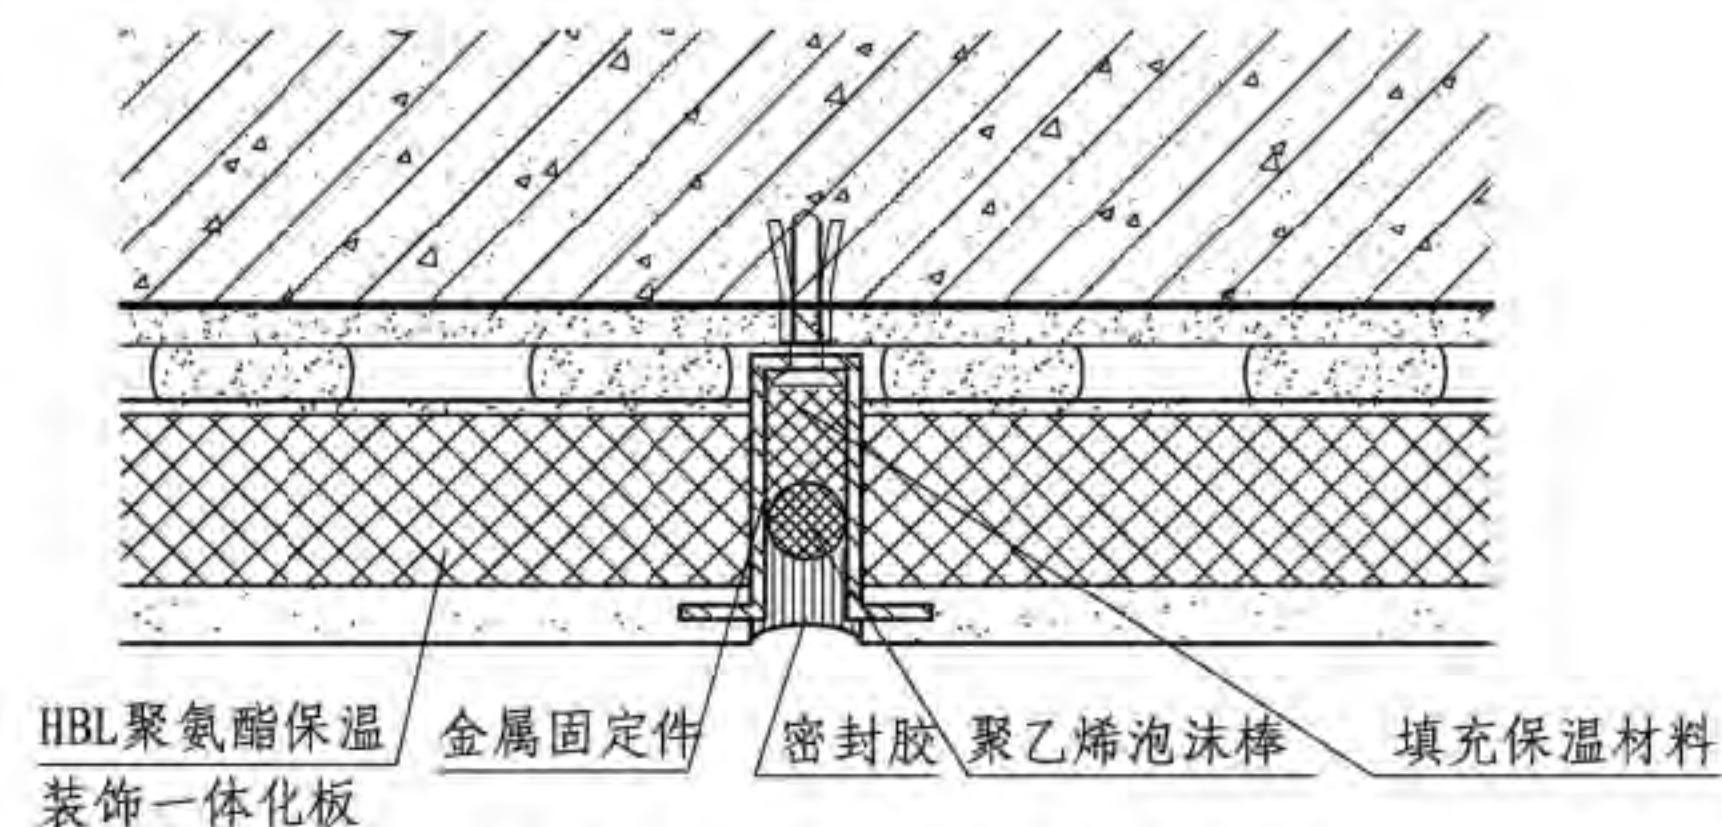 HBL聚氨酯保温
装饰一体化板
金属固定件
密封胶
聚乙烯泡沫棒
填充保温材料